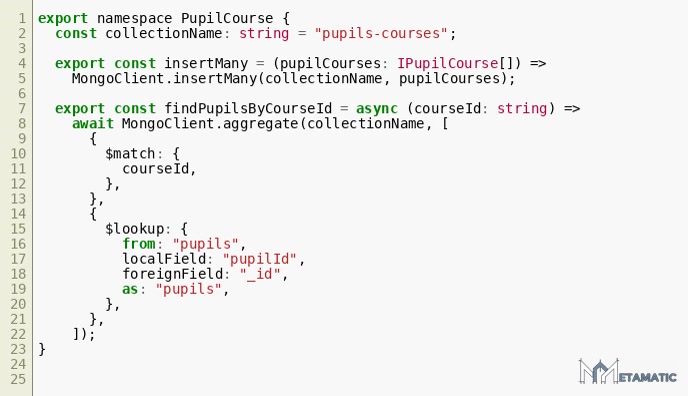 1 export namespace PupilCourse {
2   const collectionName: string = "pupils-courses";
3
4   export const insertMany = (pupilCourses: IPupilCourse[]) =>
5     MongoClient.insertMany(collectionName, pupilCourses);
6
7   export const findPupilsByCourseId = async (courseId: string) =>
8     await MongoClient.aggregate(collectionName, [
9       {
10         $match: {
11           courseId,
12         },
13       },
14       {
15         $lookup: {
16           from: "pupils",
17           localField: "pupilId",
18           foreignField: "_id",
19           as: "pupils",
20         },
21       },
22     ]);
23 }
24
25
METAMATIC